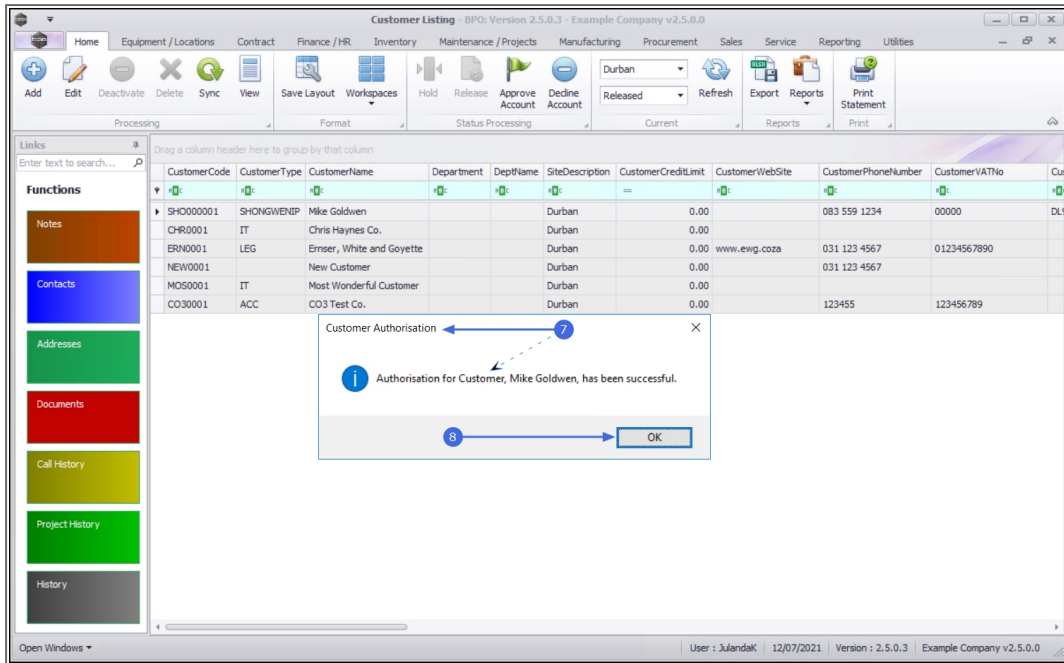 Customer Listing - BPO: Version 2.5.0.3 - Example Company v2.5.0.0
Home Equipment / Locations Contract Finance / HR Inventory Maintenance / Projects Manufacturing Procurement Sales Service Reporting Utilities
Add Edit Deactivate Delete Sync View Save Layout Workspaces Hold Release Approve Account Decline Account Durban Released Refresh Export Reports Print Statement
Processing Format Status Processing Current Reports Print
Links
Enter text to search...
Functions
Notes
Contacts
Addresses
Documents
Call History
Project History
History
Drag a column header here to group by that column
CustomerCode CustomerType CustomerName Department DeptName SiteDescription CustomerCreditLimit CustomerWebSite CustomerPhoneNumber CustomerVATNo Cus
SHO000001 SHONGWENIP Mike Goldwen Durban 0.00 083 559 1234 00000 DL9
CHR0001 IT Chris Haynes Co. Durban 0.00
ERN0001 LEG Ernser, White and Goyette Durban 0.00 www.ewg.coza 031 123 4567 01234567890
NEW0001 New Customer Durban 0.00 031 123 4567
MOS0001 IT Most Wonderful Customer Durban 0.00
CO30001 ACC CO3 Test Co. Durban 0.00 123455 123456789
Customer Authorisation 7
Authorisation for Customer, Mike Goldwen, has been successful.
8 OK
Open Windows User : JulandaK 12/07/2021 Version : 2.5.0.3 Example Company v2.5.0.0